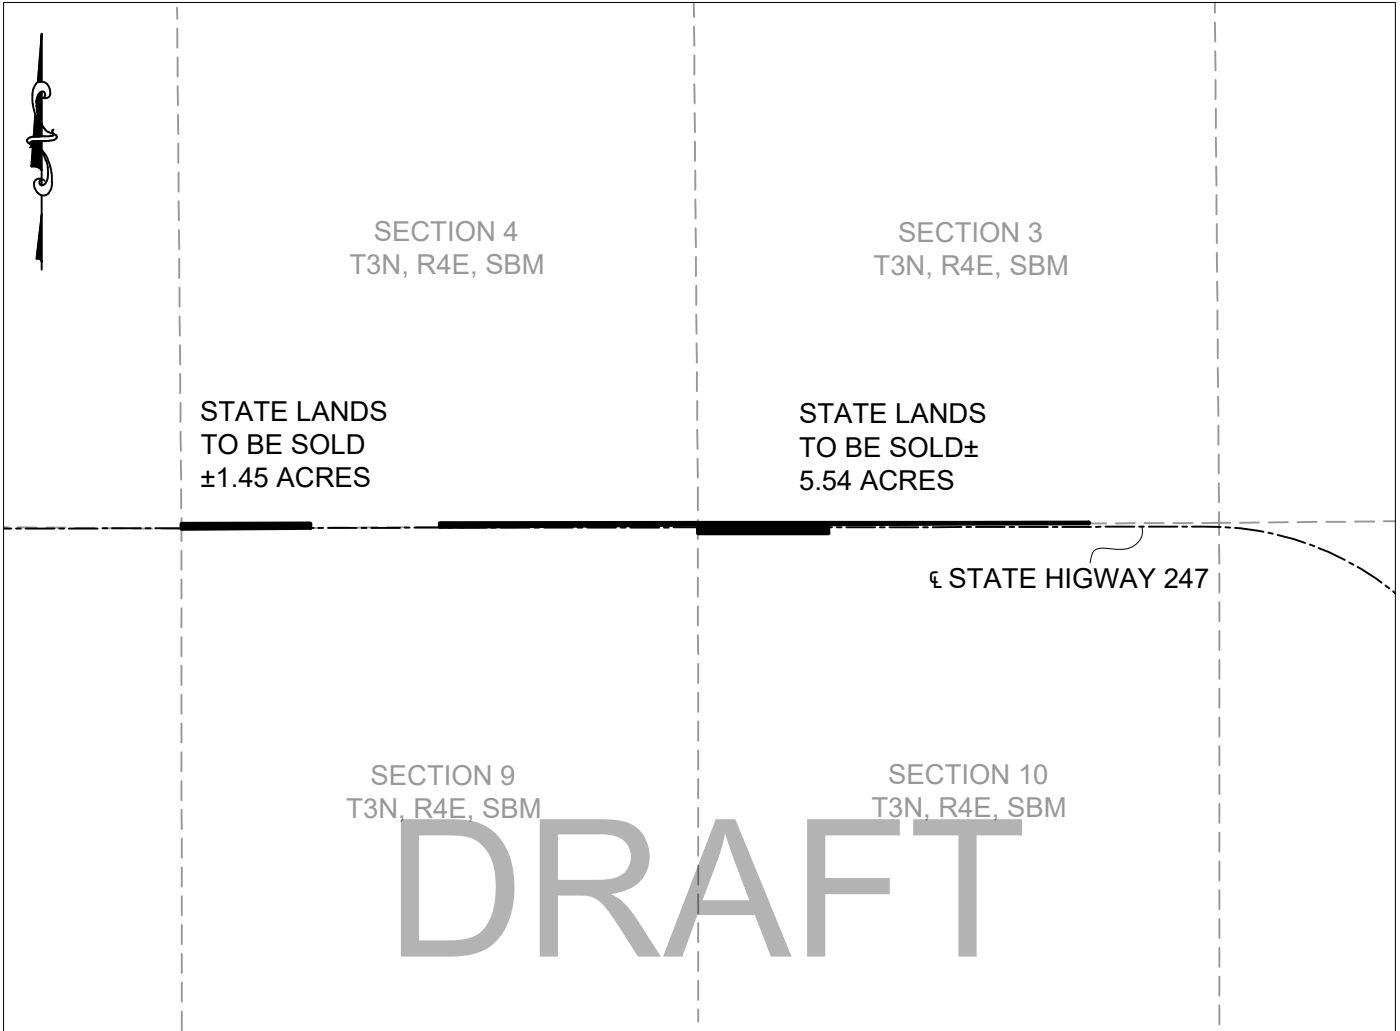 SECTION 4
T3N, R4E, SBM
SECTION 3
T3N, R4E, SBM
STATE LANDS
TO BE SOLD
±1.45 ACRES
STATE LANDS
TO BE SOLD±
5.54 ACRES
℄ STATE HIGWAY 247
SECTION 9
T3N, R4E, SBM
SECTION 10
T3N, R4E, SBM
DRAFT